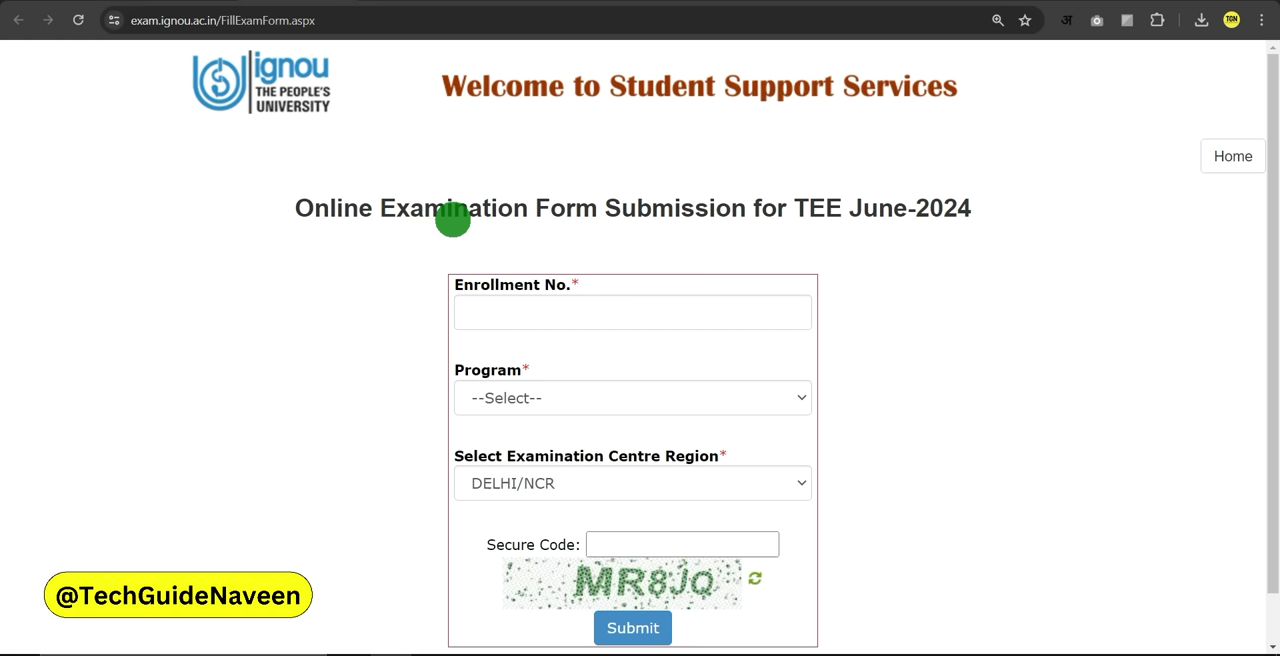 exam.ignou.ac.in/FillExamForm.aspx
अ
TGN
ignou
THE PEOPLE'S
UNIVERSITY
Welcome to Student Support Services
Home
Online Examination Form Submission for TEE June-2024
Enrollment No.*
Program*
--Select--
Select Examination Centre Region*
DELHI/NCR
Secure Code:
MR8JQ
@TechGuideNaveen
Submit